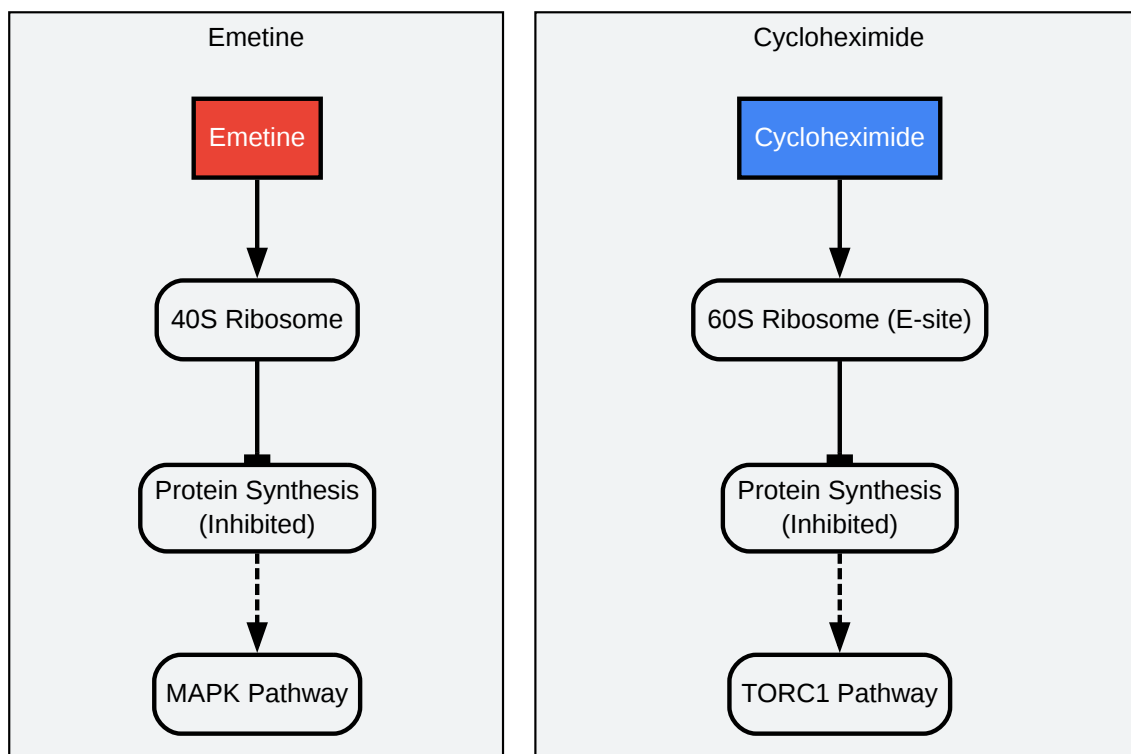 Emetine
Emetine
40S Ribosome
Protein Synthesis
(Inhibited)
MAPK Pathway
Cycloheximide
Cycloheximide
60S Ribosome (E-site)
Protein Synthesis
(Inhibited)
TORC1 Pathway